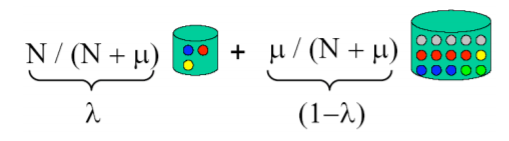 N / (N + μ) + μ / (N + μ)
λ (1–λ)